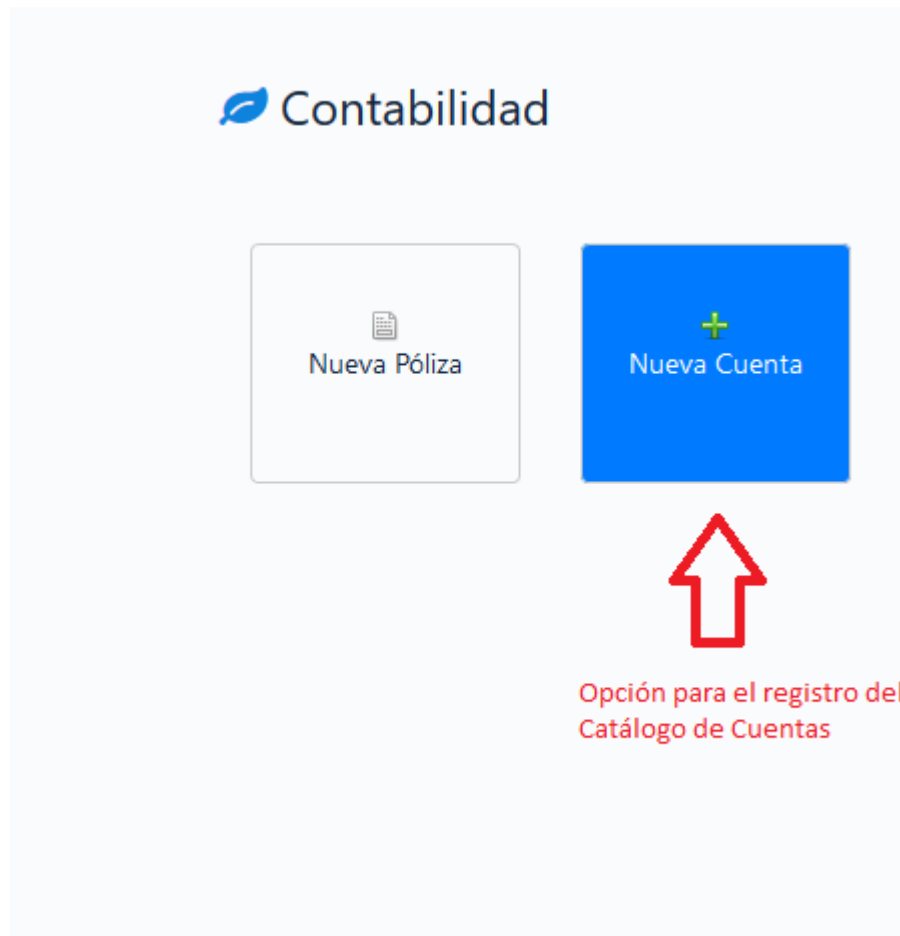 Contabilidad
Nueva Póliza
Nueva Cuenta
Opción para el registro del
Catálogo de Cuentas